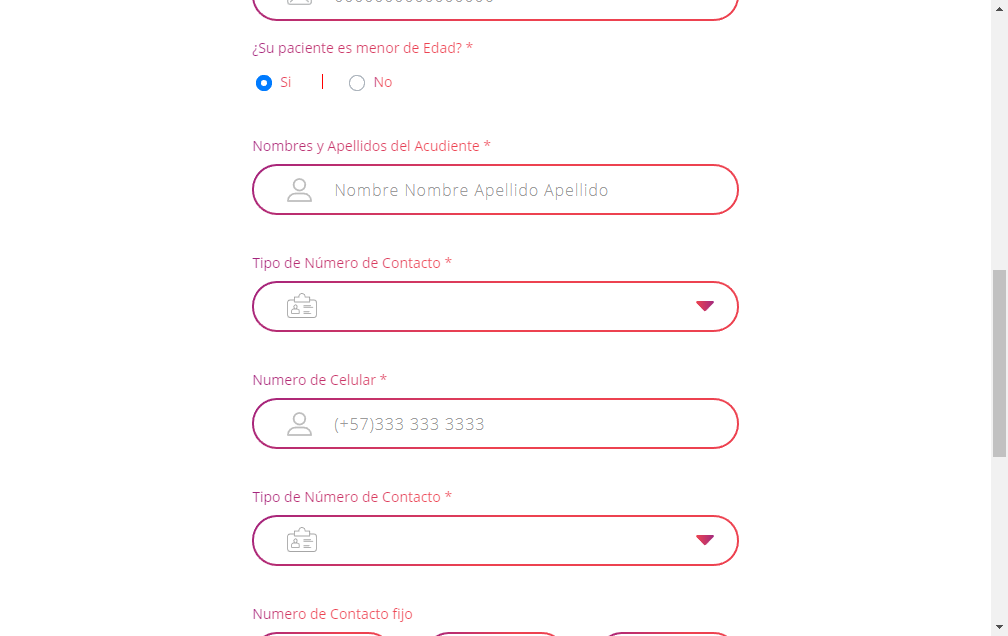 ¿Su paciente es menor de Edad? *
Si
No
Nombres y Apellidos del Acudiente *
Nombre Nombre Apellido Apellido
Tipo de Número de Contacto *
Numero de Celular *
(+57)333 333 3333
Tipo de Número de Contacto *
Numero de Contacto fijo